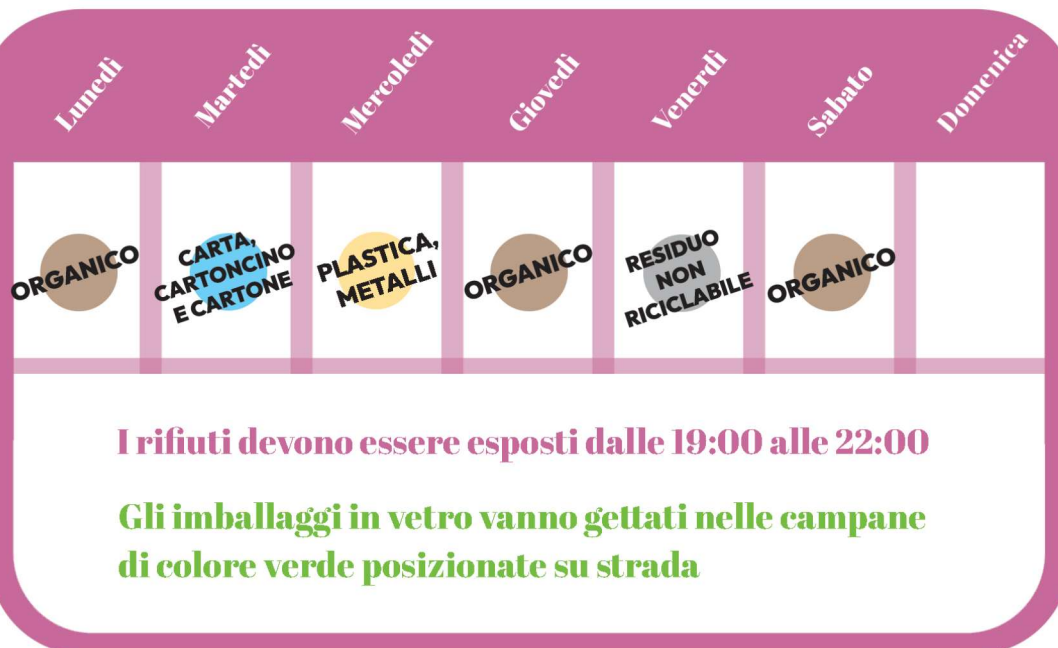 Lunedì
Martedì
Mercoledì
Giovedì
Venerdì
Sabato
Domenica
ORGANICO
CARTA,
CARTONCINO
E CARTONE
PLASTICA,
METALLI
ORGANICO
RESIDUO
NON
RICICLABILE
ORGANICO
I rifiuti devono essere esposti dalle 19:00 alle 22:00
Gli imballaggi in vetro vanno gettati nelle campane
di colore verde posizionate su strada